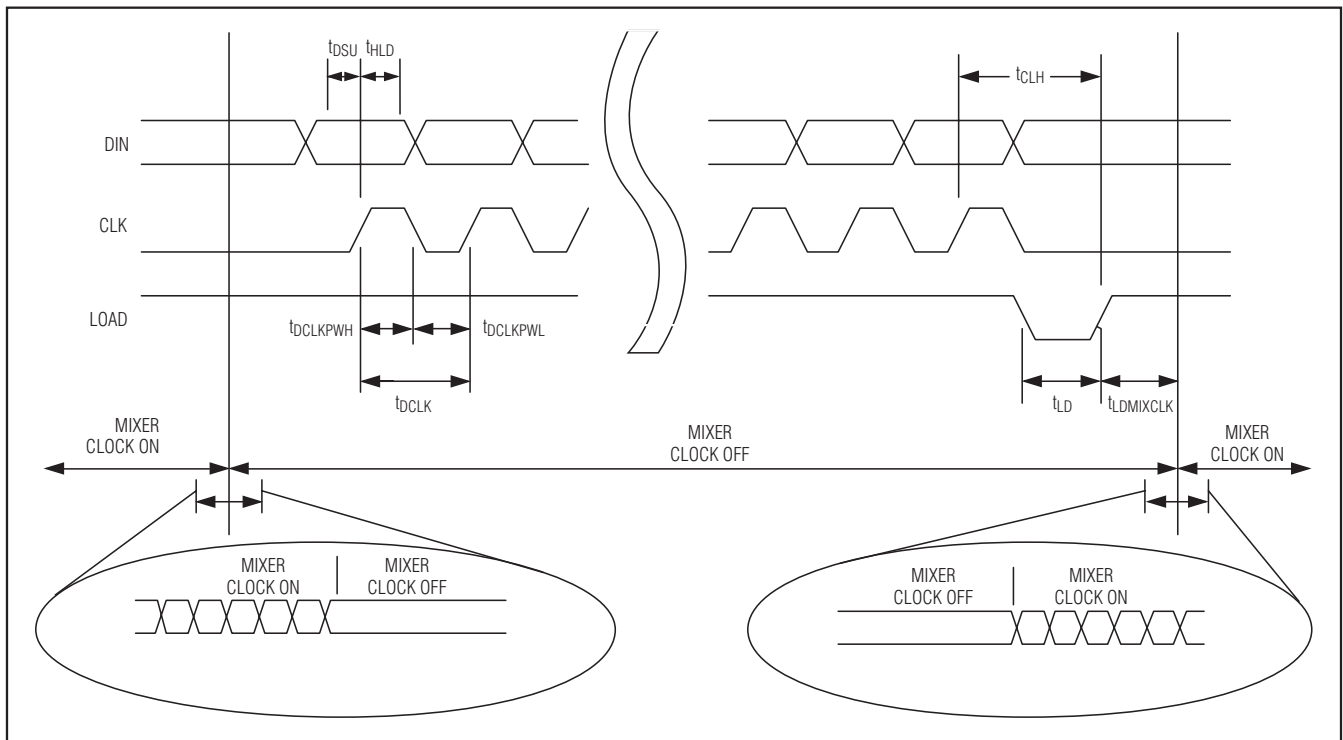 tDSU tHLD
tCLH
DIN
CLK
LOAD
tDCLKPWH
tDCLKPWL
tDCLK
tLD
tLDMIXCLK
MIXER
CLOCK ON
MIXER
CLOCK OFF
MIXER
CLOCK ON
MIXER
CLOCK ON
MIXER
CLOCK OFF
MIXER
CLOCK OFF
MIXER
CLOCK ON